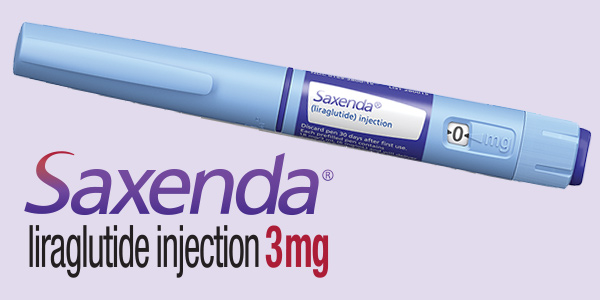 Saxenda®
(liraglutide) injection
Discard pen 30 days after first use.
Each prefilled pen contains
0 mg
Saxenda®
liraglutide injection 3mg